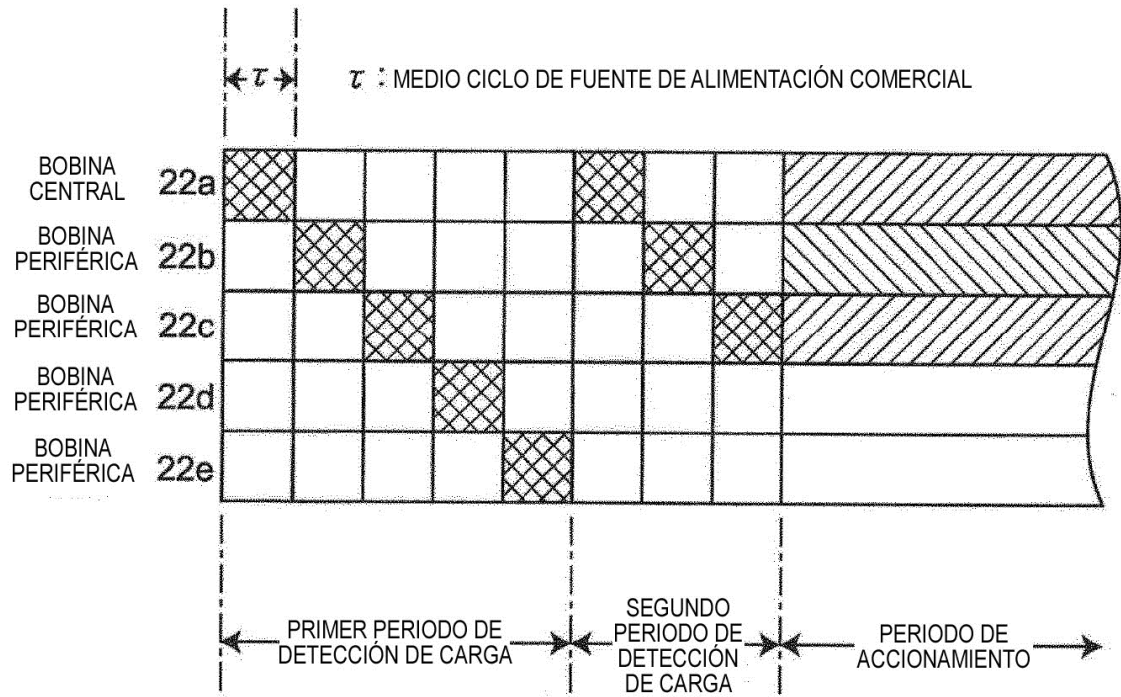 τ
τ : MEDIO CICLO DE FUENTE DE ALIMENTACIÓN COMERCIAL
BOBINA
CENTRAL 22a
BOBINA
PERIFÉRICA 22b
BOBINA
PERIFÉRICA 22c
BOBINA
PERIFÉRICA 22d
BOBINA
PERIFÉRICA 22e
PRIMER PERIODO DE
DETECCIÓN DE CARGA
SEGUNDO
PERIODO DE
DETECCIÓN
DE CARGA
PERIODO DE
ACCIONAMIENTO